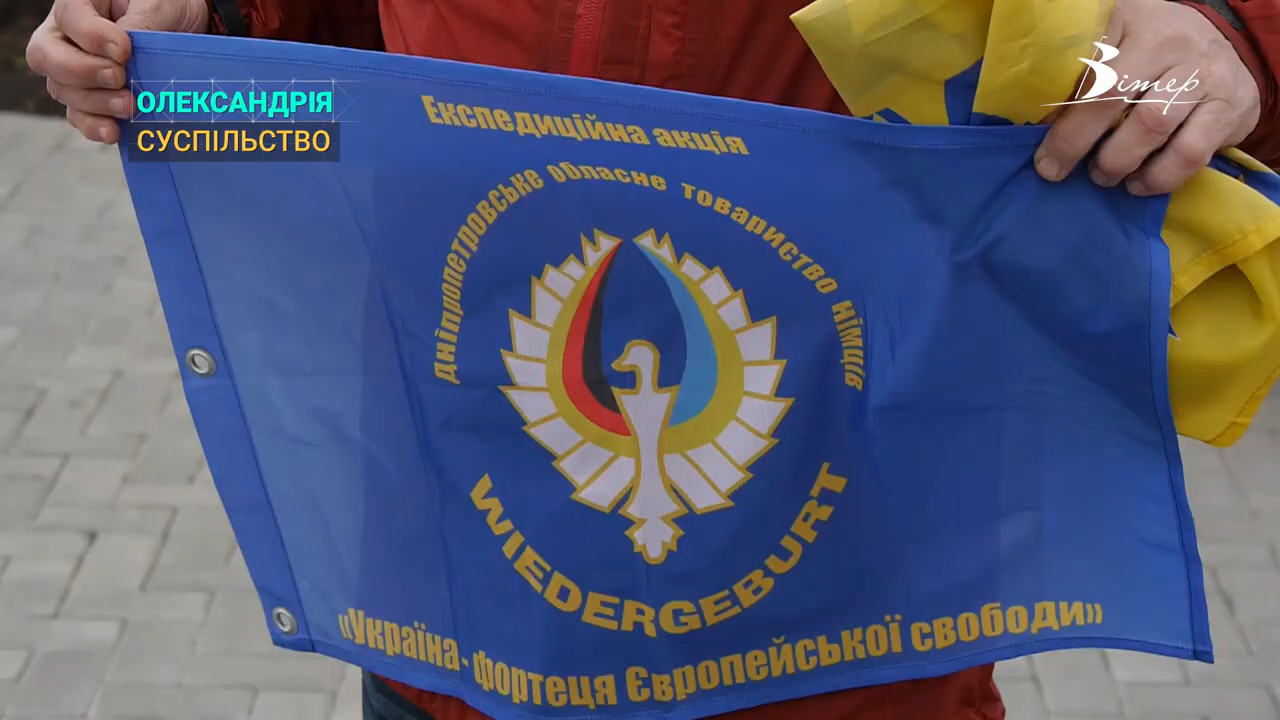 ОЛЕКСАНДРІЯ
СУСПІЛЬСТВО
Вітер
Експедиційна акція
Дніпропетровське обласне товариство німців
WIEDERGEBURT
«Україна- фортеця Європейської свободи»